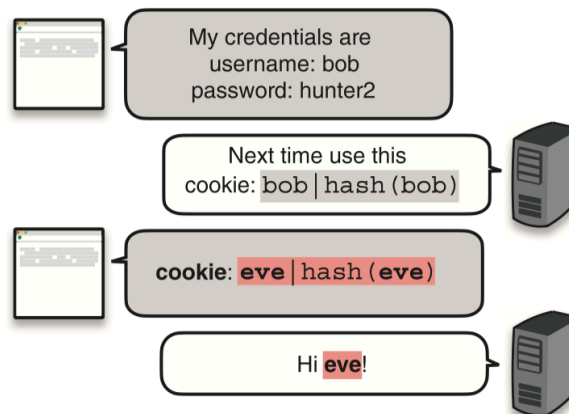 My credentials are
username: bob
password: hunter2
Next time use this
cookie: bob|hash(bob)
cookie: eve|hash(eve)
Hi eve!